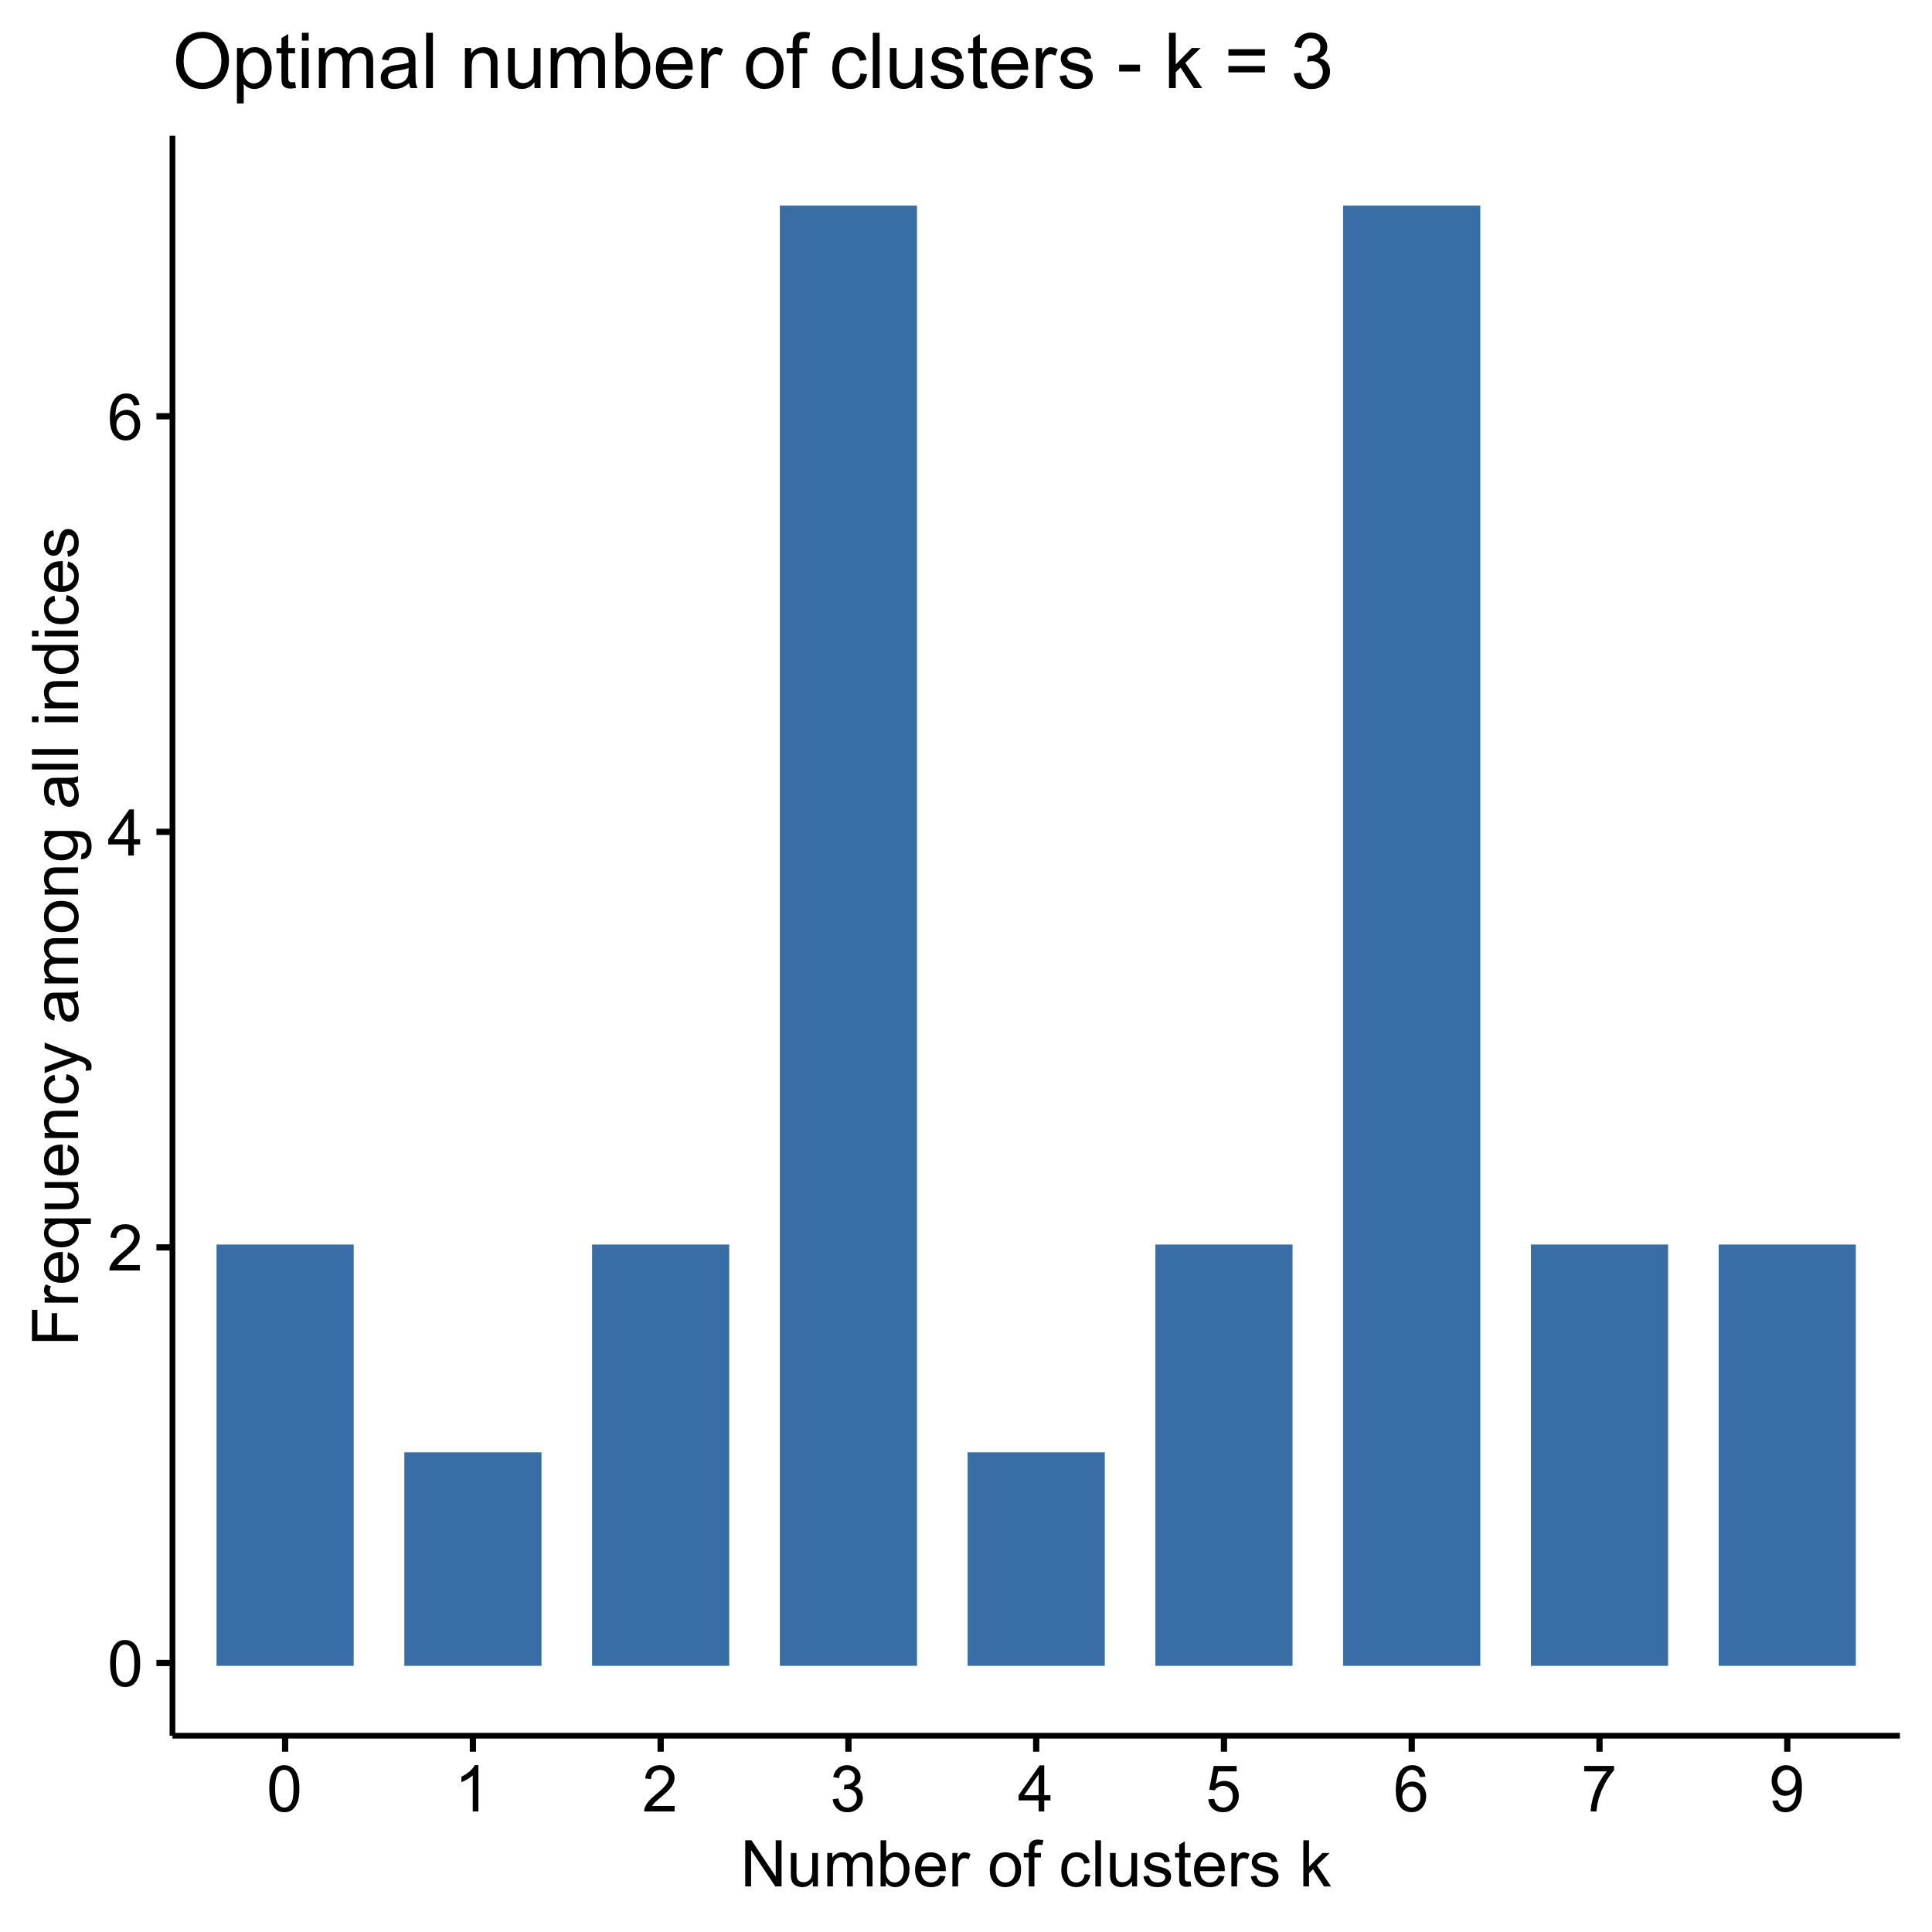 Optimal number of clusters - k = 3
Frequency among all indices
6
4
2
0
0 1 2 3 4 5 6 7 9
Number of clusters k